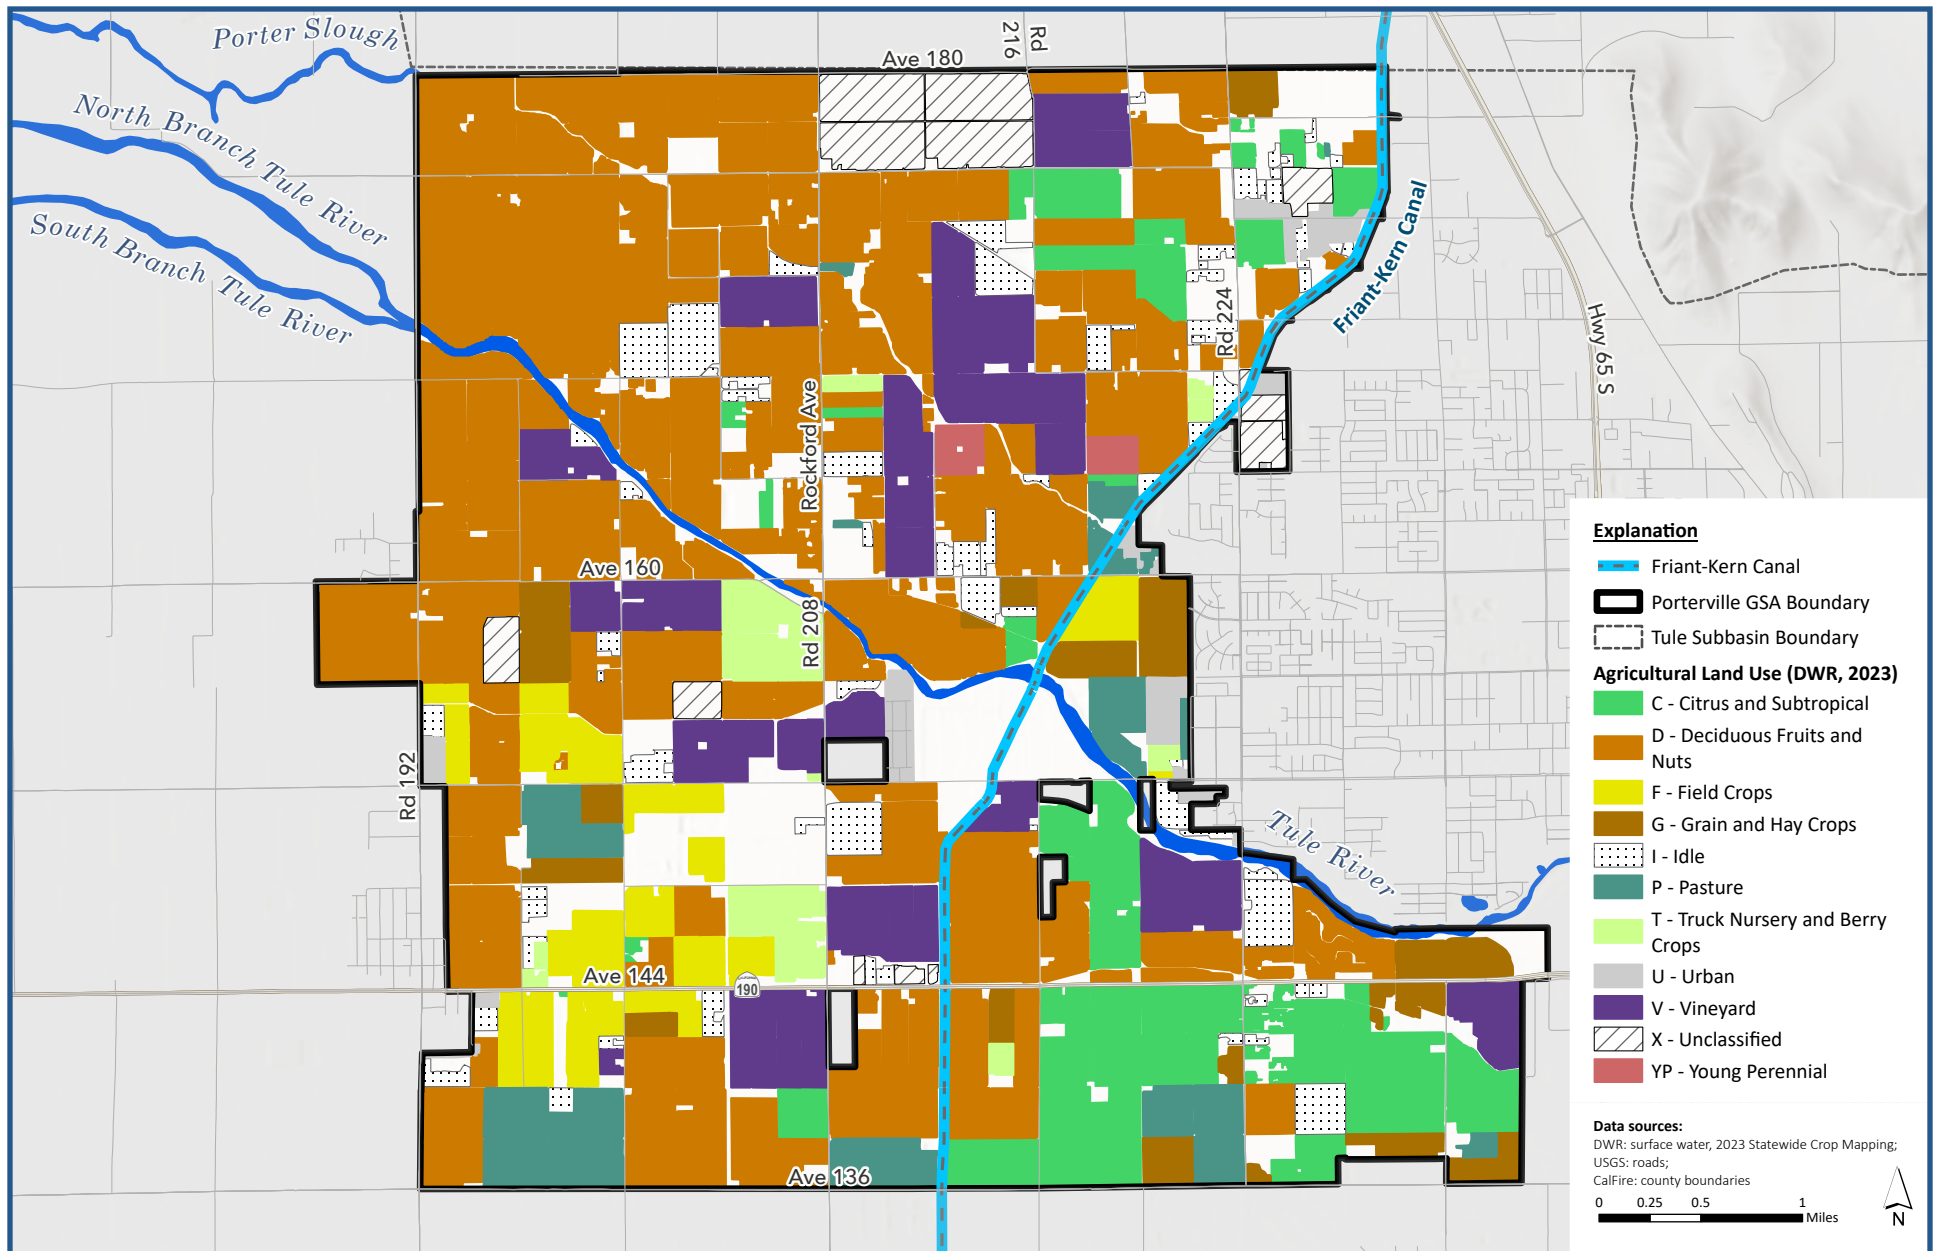 Porter Slough
North Branch Tule River
South Branch Tule River
Ave 180
Rd
216
Friant-Kern Canal
Rd 224
Hwy 65 S
Rockford Ave
Ave 160
Rd 208
Rd 192
Tule River
Ave 144
CALIFORNIA
190
Ave 136
Explanation
Friant-Kern Canal
Porterville GSA Boundary
Tule Subbasin Boundary
Agricultural Land Use (DWR, 2023)
C - Citrus and Subtropical
D - Deciduous Fruits and
Nuts
F - Field Crops
G - Grain and Hay Crops
I - Idle
P - Pasture
T - Truck Nursery and Berry
Crops
U - Urban
V - Vineyard
X - Unclassified
YP - Young Perennial
Data sources:
DWR: surface water, 2023 Statewide Crop Mapping;
USGS: roads;
CalFire: county boundaries
0 0.25 0.5 1
Miles
N